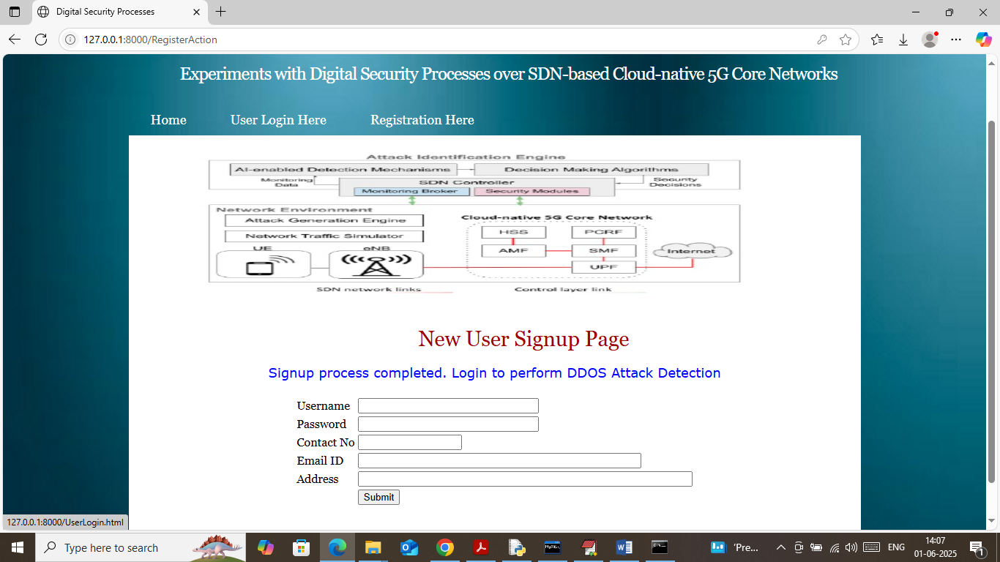 Digital Security Processes
127.0.0.1:8000/RegisterAction
Experiments with Digital Security Processes over SDN-based Cloud-native 5G Core Networks
Home User Login Here Registration Here
Attack Identification Engine
AI-enabled Detection Mechanisms Decision Making Algorithms
Monitoring Data SDN Controller Security Decisions
Monitoring Broker Security Modules
Network Environment
Attack Generation Engine Cloud-native 5G Core Network
Network Traffic Simulator HSS PCRF
UE eNB AMF SMF Internet
UPF
SDN network links Control layer link
New User Signup Page
Signup process completed. Login to perform DDOS Attack Detection
Username
Password
Contact No
Email ID
Address
Submit
127.0.0.1:8000/UserLogin.html
Type here to search
'Pre...
ENG
14:07
01-06-2025
1